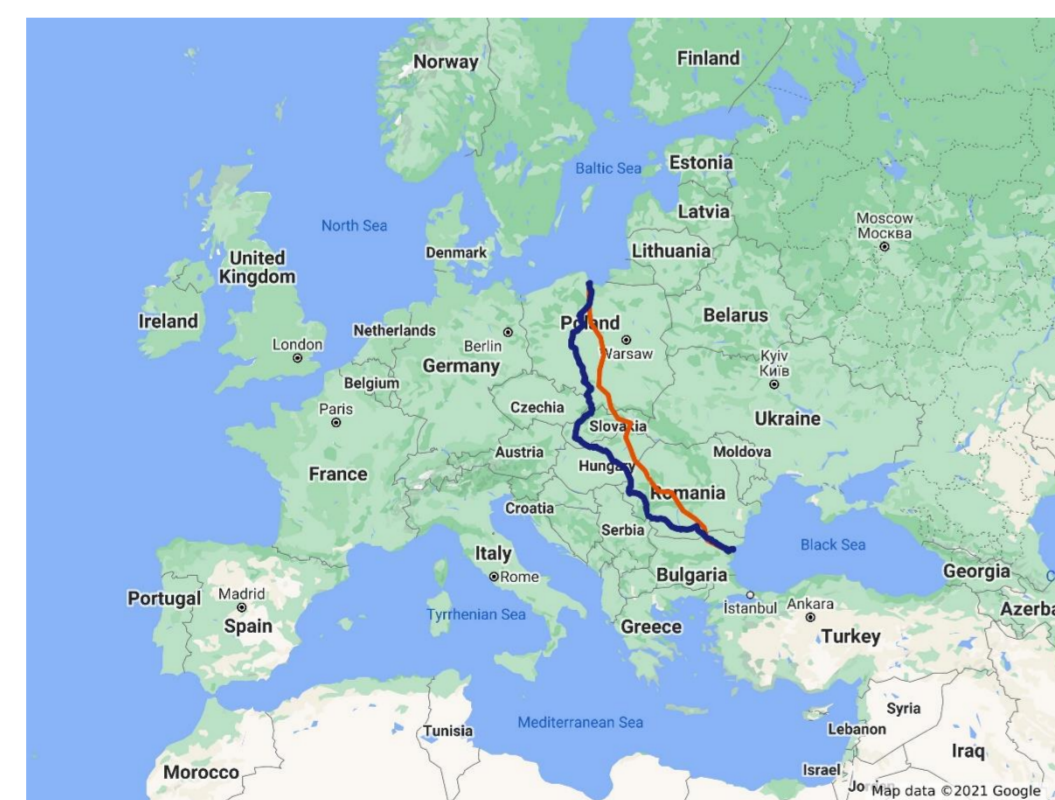 Norway
Finland
Baltic Sea
Estonia
North Sea
Latvia
Moscow
Москва
Denmark
Lithuania
United
Kingdom
Ireland
Netherlands
Poland
Belarus
London
Berlin
Warsaw
Germany
Kyiv
Київ
Belgium
Paris
Czechia
Ukraine
Slovakia
Austria
Moldova
France
Hungary
Romania
Croatia
Serbia
Black Sea
Italy
Rome
Bulgaria
Georgia
Portugal
Madrid
İstanbul
Ankara
Azerba
Tyrrhenian Sea
Spain
Greece
Turkey
Syria
Mediterranean Sea
Tunisia
Lebanon
Iraq
Israel
Morocco
Jo
Map data ©2021 Google